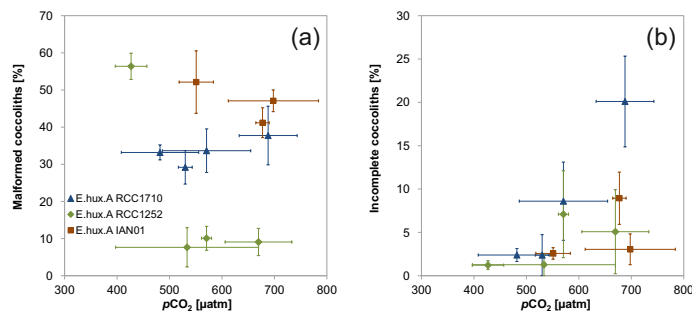 (a)
Malformed coccoliths [%]
70
60
50
40
30
20
10
0
E.hux.A RCC1710
E.hux.A RCC1252
E.hux.A IAN01
300 400 500 600 700 800
pCO₂ [µatm]
(b)
Incomplete coccoliths [%]
30
25
20
15
10
5
0
300 400 500 600 700 800
pCO₂ [µatm]